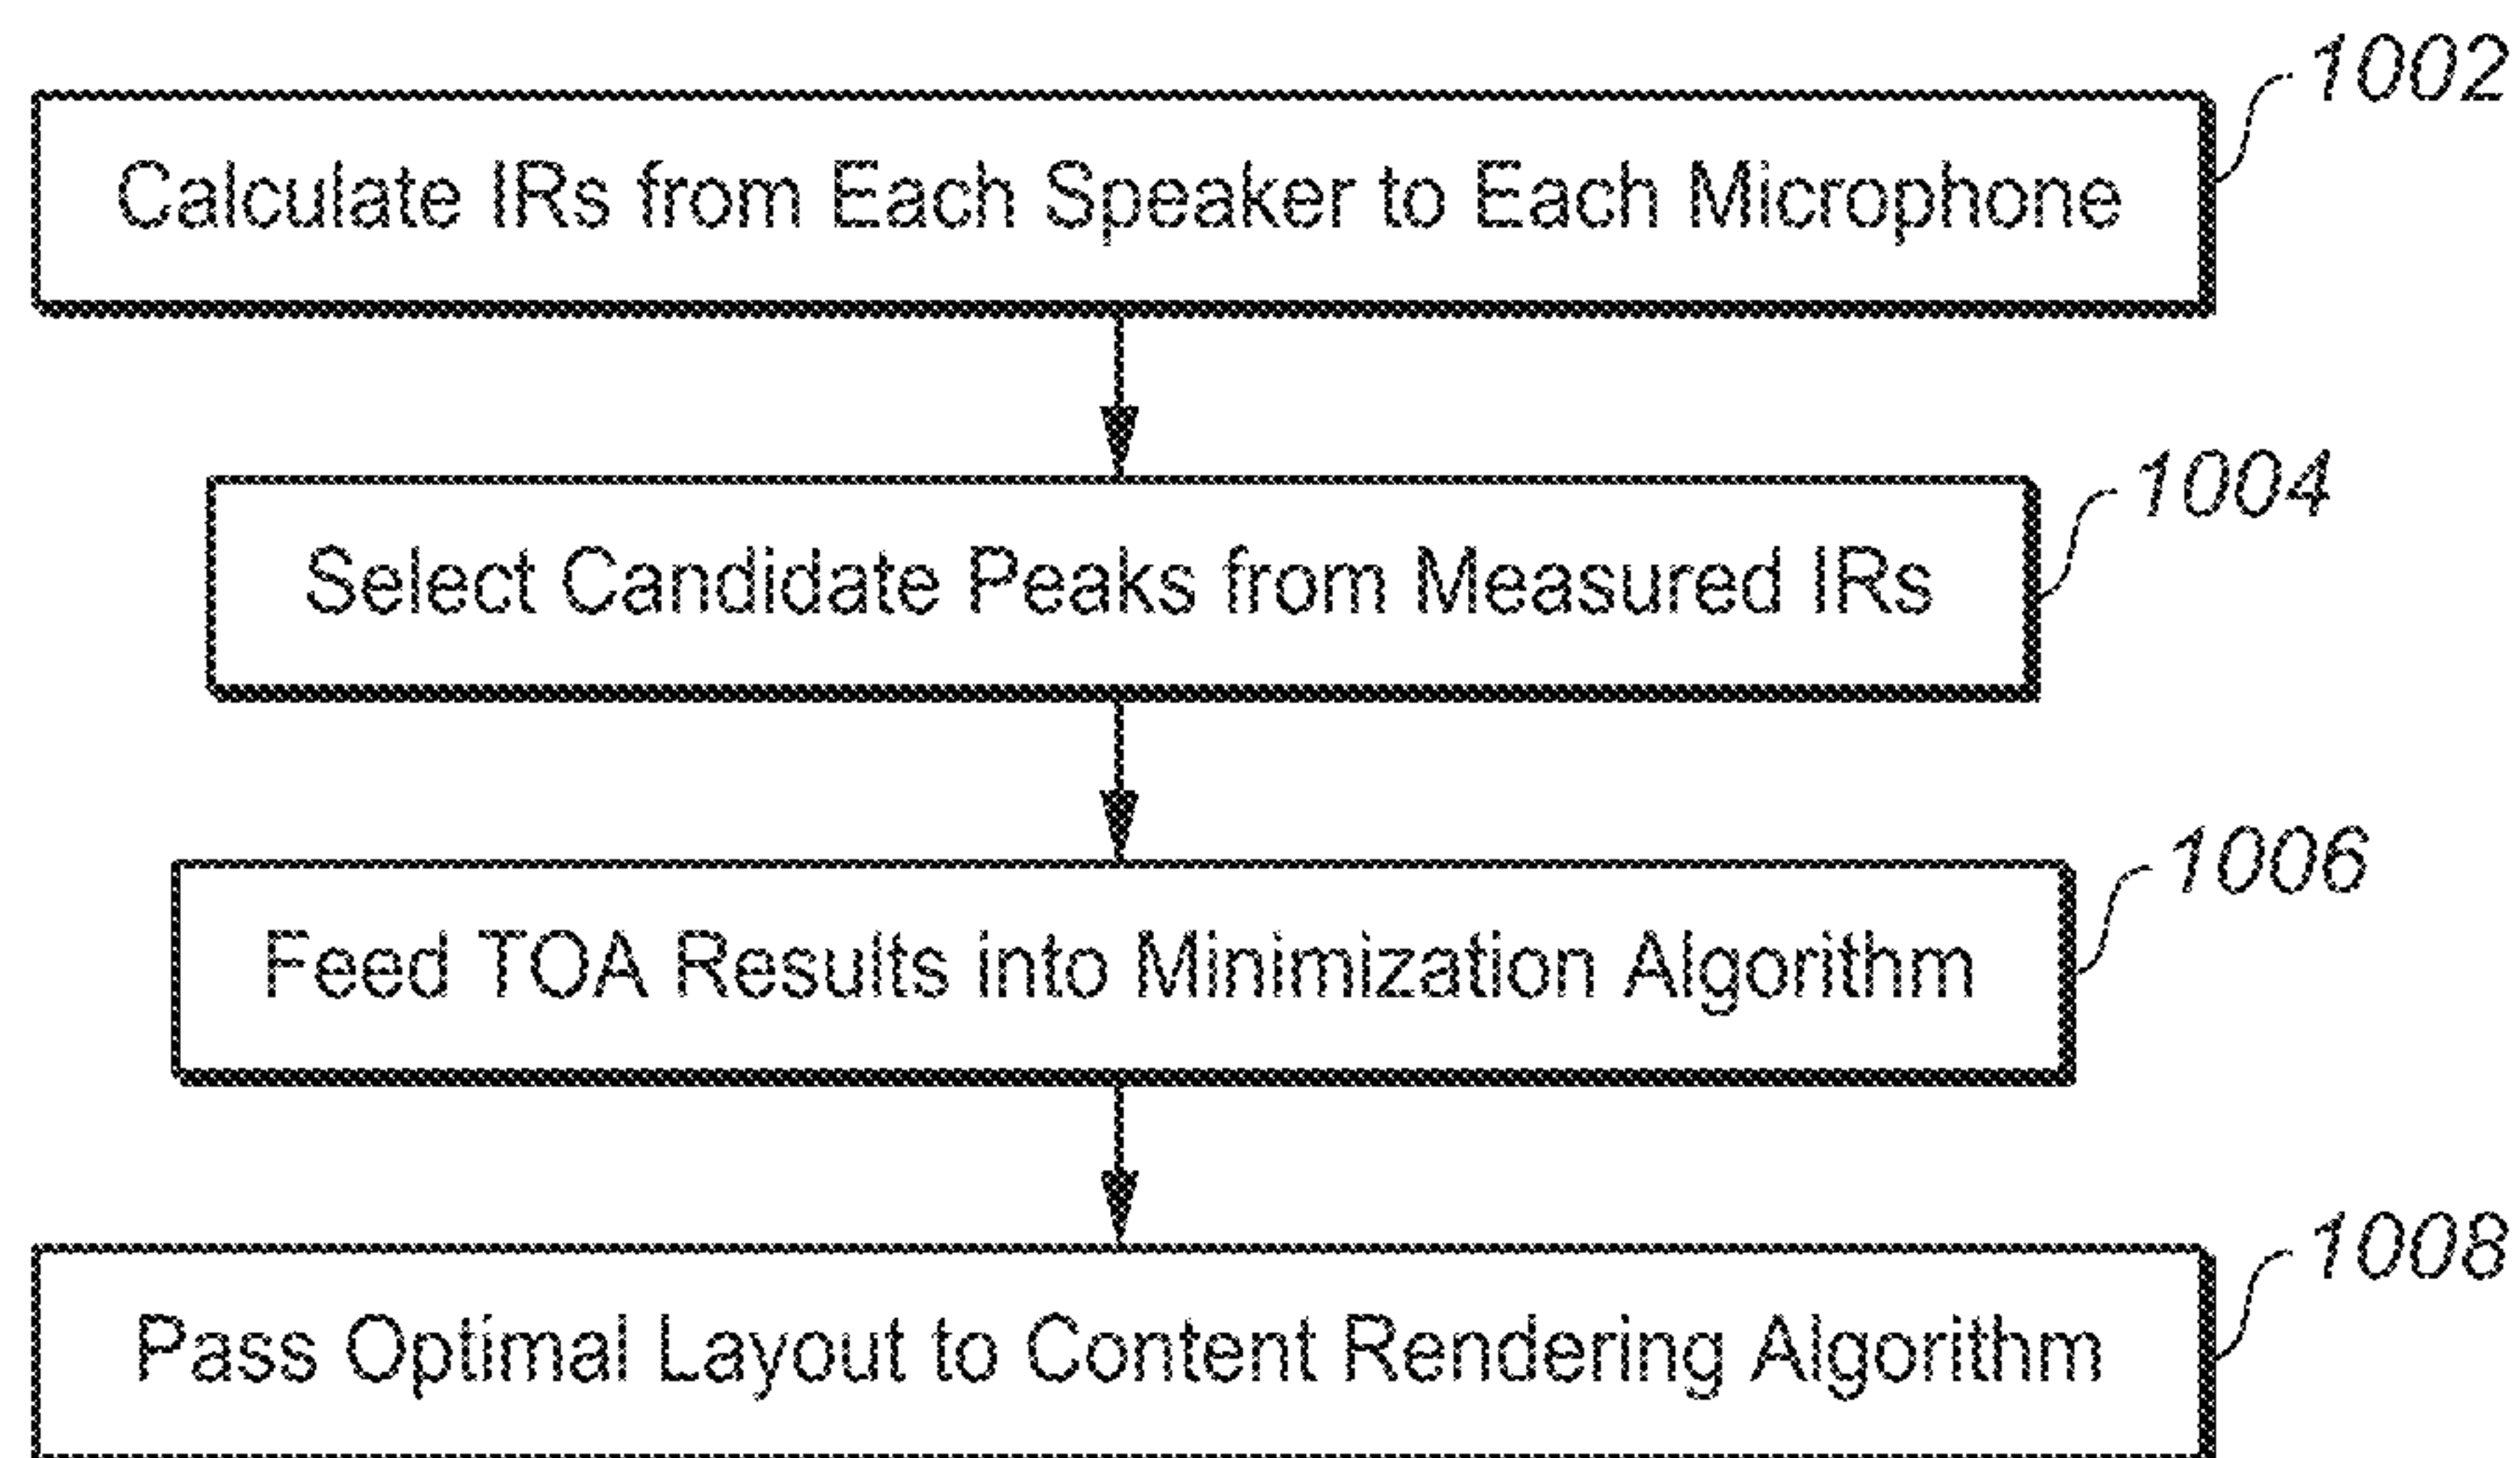 1002
Calculate IRs from Each Speaker to Each Microphone
1004
Select Candidate Peaks from Measured IRs
1006
Feed TOA Results into Minimization Algorithm
1008
Pass Optimal Layout to Content Rendering Algorithm